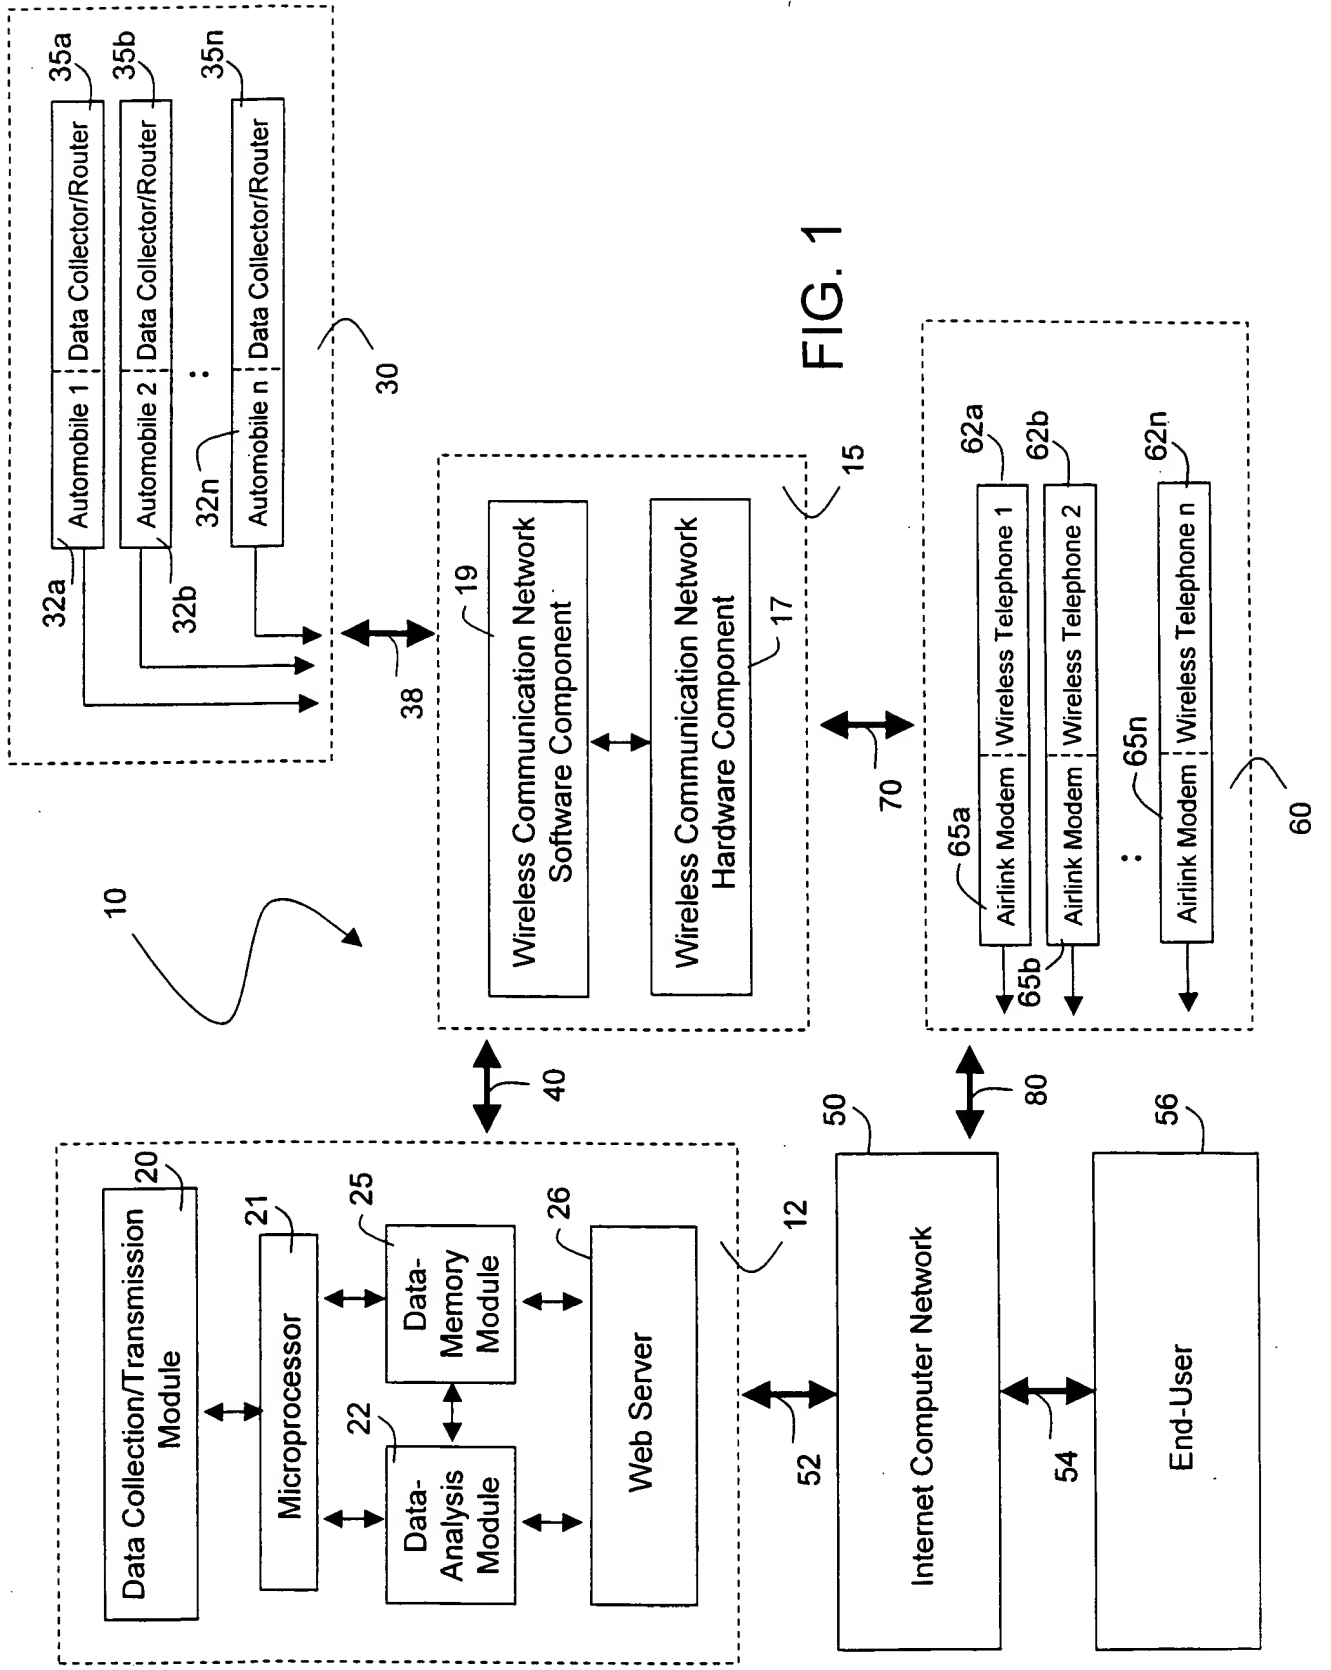 Data Collection/Transmission
Module
20
Microprocessor
21
Data-
Analysis
Module
22
Data-
Memory
Module
25
Web Server
26
12
40
10
Wireless Communication Network
Software Component
19
Wireless Communication Network
Hardware Component
17
15
38
Automobile 1
Data Collector/Router
32a
35a
Automobile 2
Data Collector/Router
32b
35b
:
Automobile n
Data Collector/Router
32n
35n
30
FIG. 1
52
Internet Computer Network
50
54
End-User
56
80
70
Airlink Modem
Wireless Telephone 1
65a
62a
Airlink Modem
Wireless Telephone 2
65b
62b
:
Airlink Modem
Wireless Telephone n
65n
62n
60